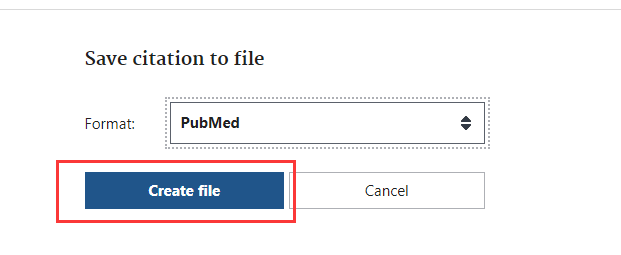 Save citation to file
Format: PubMed
Create file Cancel